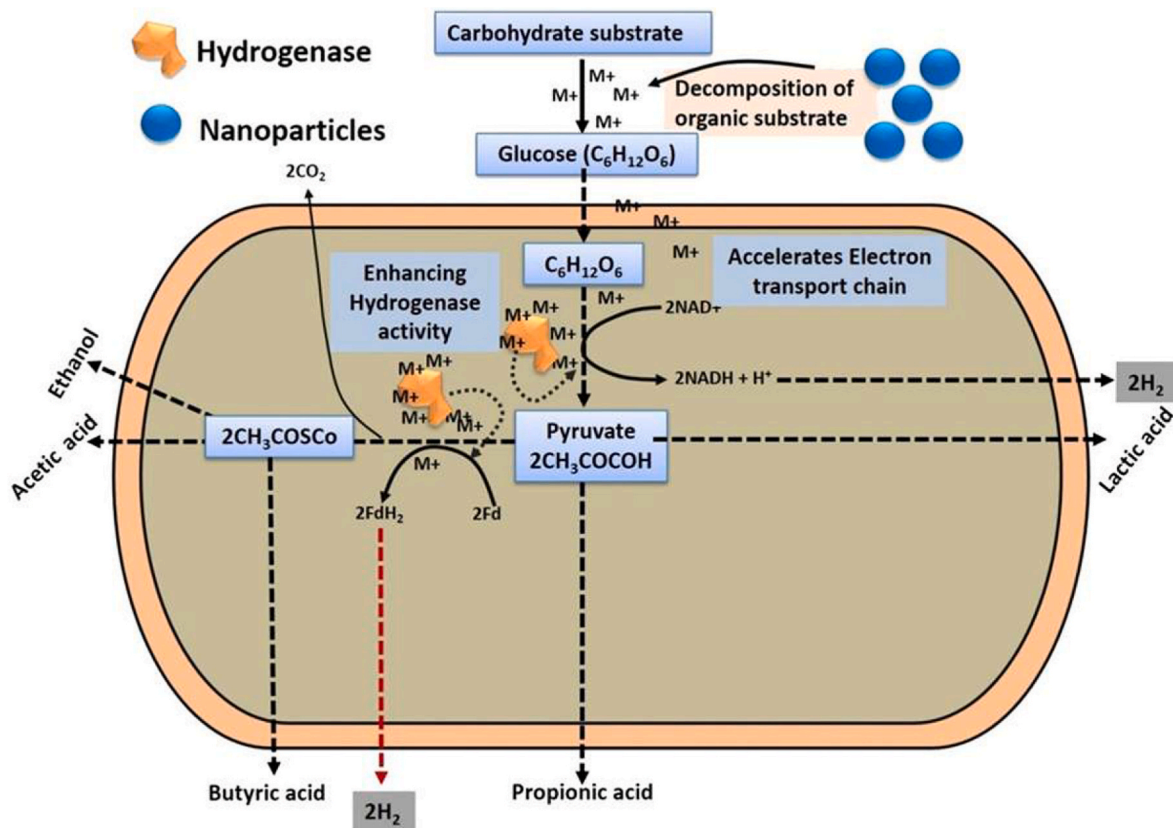 Hydrogenase
Nanoparticles
Carbohydrate substrate
M+
M+
M+
M+
Decomposition of
organic substrate
Glucose (C₆H₁₂O₆)
2CO₂
M+
M+
M+
C₆H₁₂O₆
Accelerates Electron
transport chain
Enhancing
Hydrogenase
activity
M+
M+
M+
M+
M+
M+
2NAD+
2NADH + H⁺
2H₂
M+
M+
M+
M+
M+
M+
Ethanol
Acetic acid
2CH₃COSCo
Pyruvate
2CH₃COCOH
Lactic acid
M+
2FdH₂
2Fd
Butyric acid
2H₂
Propionic acid